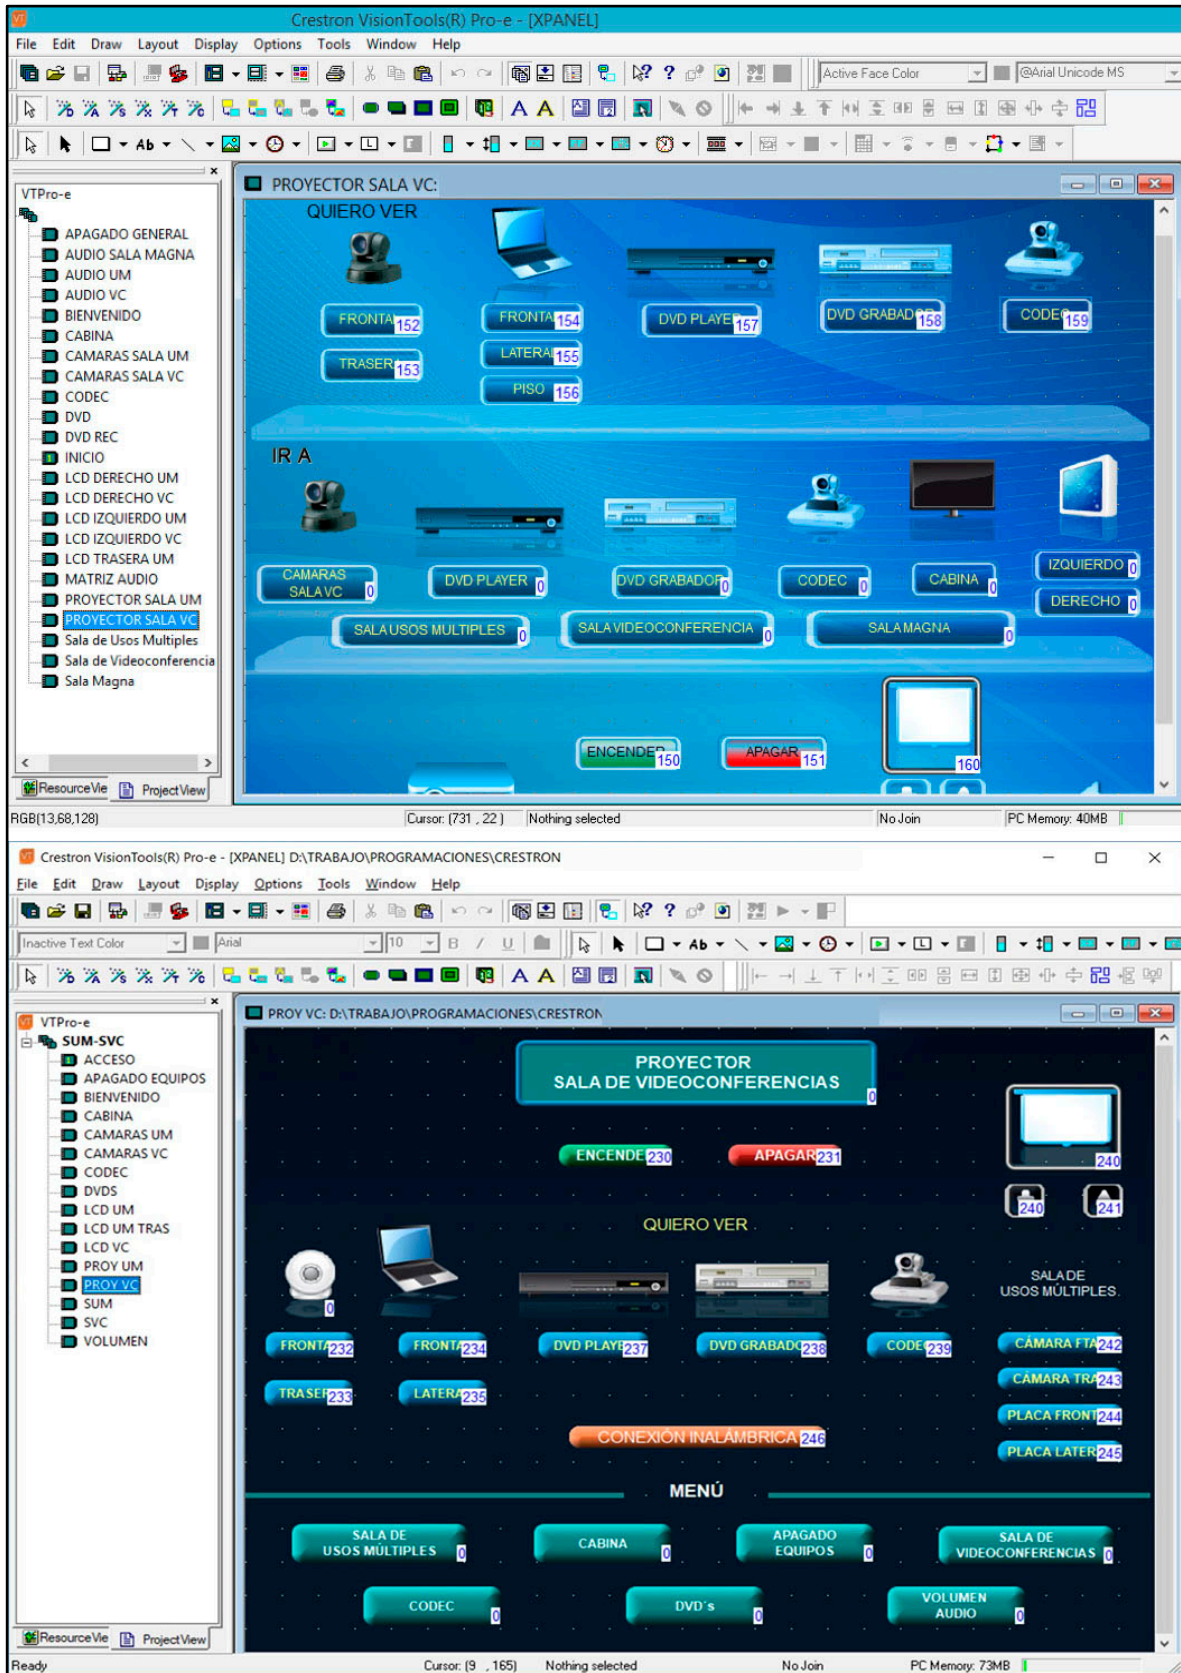 Crestron VisionTools(R) Pro-e - [XPANEL]
File Edit Draw Layout Display Options Tools Window Help
Active Face Color @Arial Unicode MS
Ab
VTPro-e
APAGADO GENERAL
AUDIO SALA MAGNA
AUDIO UM
AUDIO VC
BIENVENIDO
CABINA
CAMARAS SALA UM
CAMARAS SALA VC
CODEC
DVD
DVD REC
INICIO
LCD DERECHO UM
LCD DERECHO VC
LCD IZQUIERDO UM
LCD IZQUIERDO VC
LCD TRASERA UM
MATRIZ AUDIO
PROYECTOR SALA UM
PROYECTOR SALA VC
Sala de Usos Multiples
Sala de Videoconferencia
Sala Magna
ResourceVie ProjectView
PROYECTOR SALA VC:
QUIERO VER
FRONTA 152
FRONTA 154
DVD PLAYE 157
DVD GRABADO 158
CODE 159
TRASER 153
LATERA 155
PISO 156
IR A
CAMARAS
SALA VC 0
DVD PLAYER 0
DVD GRABADOR 0
CODEC 0
CABINA 0
IZQUIERDO 0
DERECHO 0
SALA USOS MULTIPLES 0
SALA VIDEOCONFERENCIA 0
SALA MAGNA 0
ENCENDER 150
APAGAR 151
160
RGB(13,68,128) Cursor: (731 , 22 ) Nothing selected No Join PC Memory: 40MB
Crestron VisionTools(R) Pro-e - [XPANEL] D:\TRABAJO\PROGRAMACIONES\CRESTRON
File Edit Draw Layout Display Options Tools Window Help
Inactive Text Color Arial 10 B I U Ab
VTPro-e
SUM-SVC
ACCESO
APAGADO EQUIPOS
BIENVENIDO
CABINA
CAMARAS UM
CAMARAS VC
CODEC
DVDS
LCD UM
LCD UM TRAS
LCD VC
PROY UM
PROY VC
SUM
SVC
VOLUMEN
ResourceVie ProjectView
PROY VC: D:\TRABAJO\PROGRAMACIONES\CRESTRON
PROYECTOR
SALA DE VIDEOCONFERENCIAS 0
ENCENDE 230
APAGAR 231
240
240 241
QUIERO VER
0
SALA DE
USOS MÚLTIPLES
FRONTA 232
FRONTA 234
DVD PLAYE 237
DVD GRABADO 238
CODE 239
CÁMARA FTA 242
TRASER 233
LATERA 235
CÁMARA TRA 243
PLACA FRONT 244
CONEXIÓN INALÁMBRICA 246
PLACA LATER 245
MENÚ
SALA DE
USOS MÚLTIPLES 0
CABINA 0
APAGADO
EQUIPOS 0
SALA DE
VIDEOCONFERENCIAS 0
CODEC 0
DVD´s 0
VOLUMEN
AUDIO 0
Ready Cursor: (9 , 165) Nothing selected No Join PC Memory: 73MB